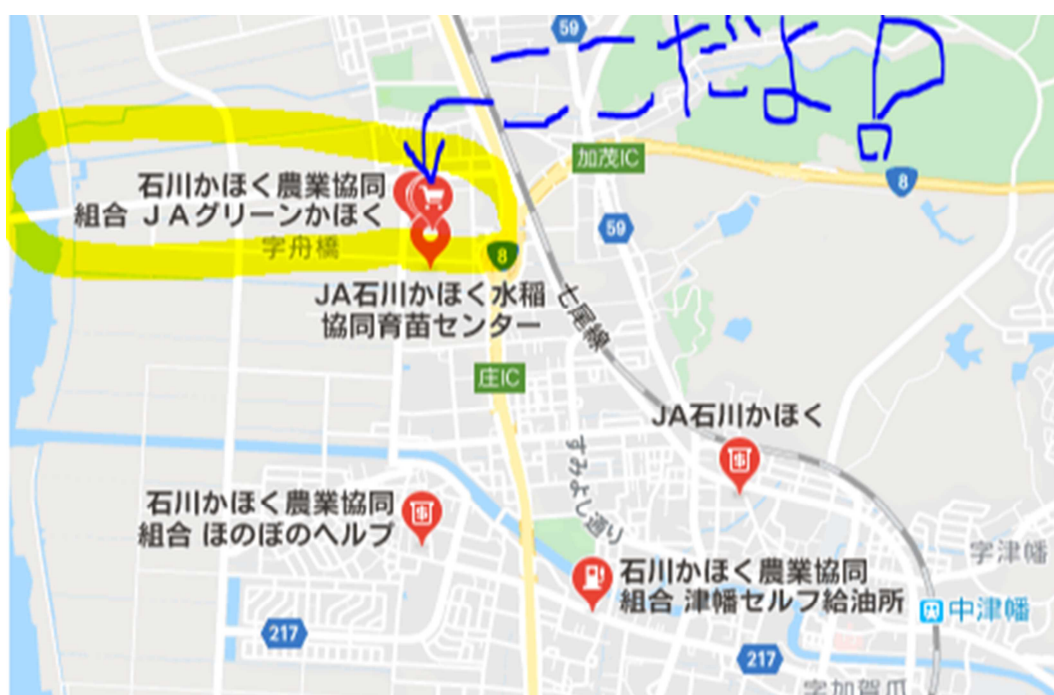 59
ここだよ!
加茂IC
8
石川かほく農業協同
組合 JAグリーンかほく
59
字舟橋
8
JA石川かほく水稲
協同育苗センター
七尾線
庄IC
JA石川かほく
すみよし通り
石川かほく農業協同
組合 ほのぼのヘルプ
字津幡
石川かほく農業協同
組合 津幡セルフ給油所
中津幡
217
217
字加賀爪